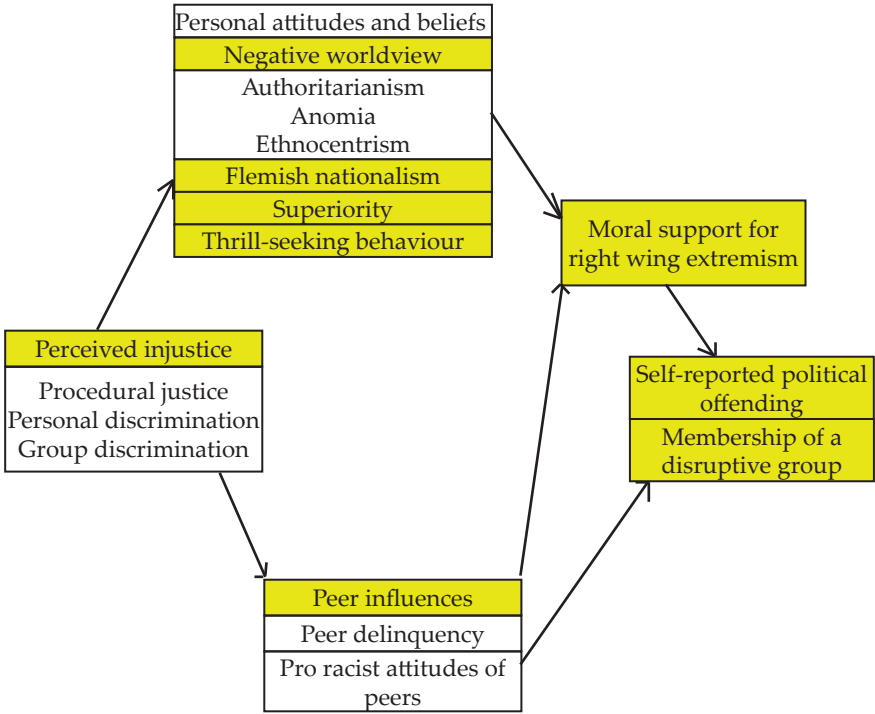 Personal attitudes and beliefs
Negative worldview
Authoritarianism
Anomia
Ethnocentrism
Flemish nationalism
Superiority
Thrill-seeking behaviour
Moral support for
right wing extremism
Perceived injustice
Procedural justice
Personal discrimination
Group discrimination
Self-reported political
offending
Membership of a
disruptive group
Peer influences
Peer delinquency
Pro racist attitudes of
peers